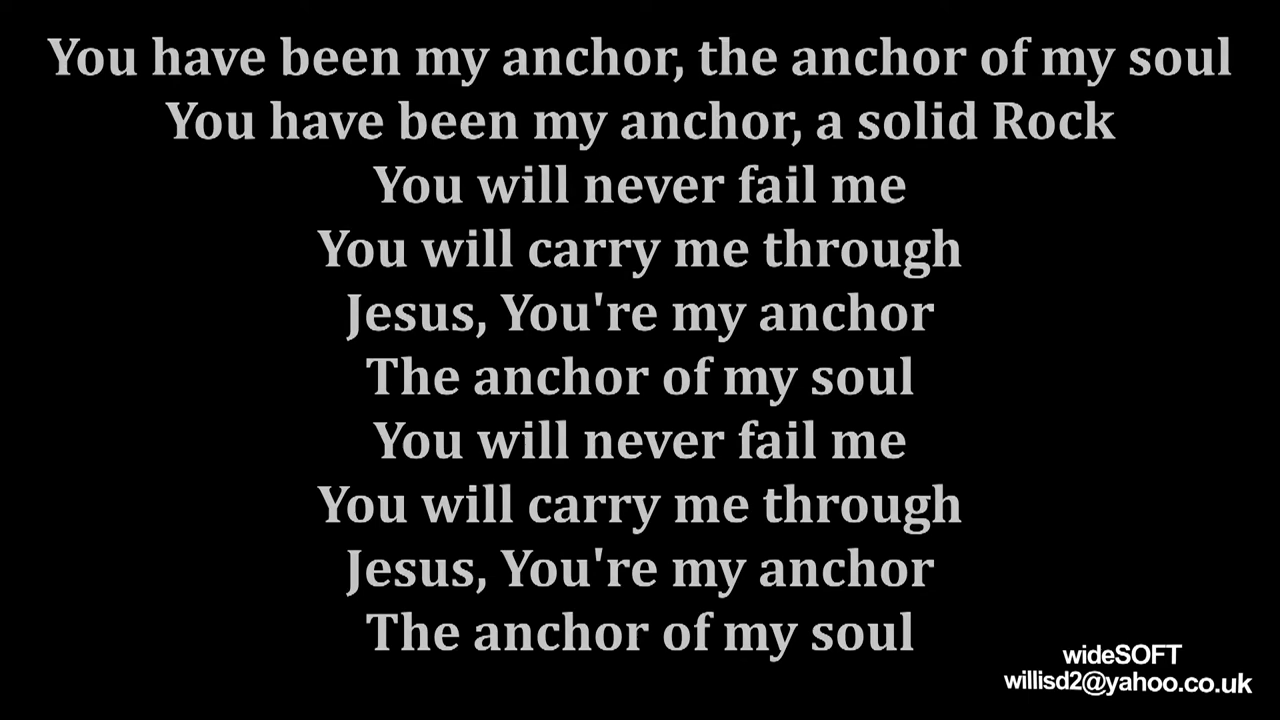 You have been my anchor, the anchor of my soul
You have been my anchor, a solid Rock
You will never fail me
You will carry me through
Jesus, You're my anchor
The anchor of my soul
You will never fail me
You will carry me through
Jesus, You're my anchor
The anchor of my soul
wideSOFT
willisd2@yahoo.co.uk